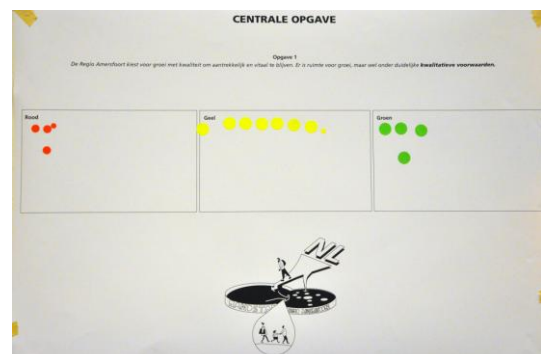 CENTRALE OPGAVE
Opgave 1
De Regio Amersfoort kiest voor groei met kwaliteit om aantrekkelijk en vitaal te blijven. Er is ruimte voor groei, maar wel onder duidelijke kwalitatieve voorwaarden.
Rood
Geel
Groen
NL